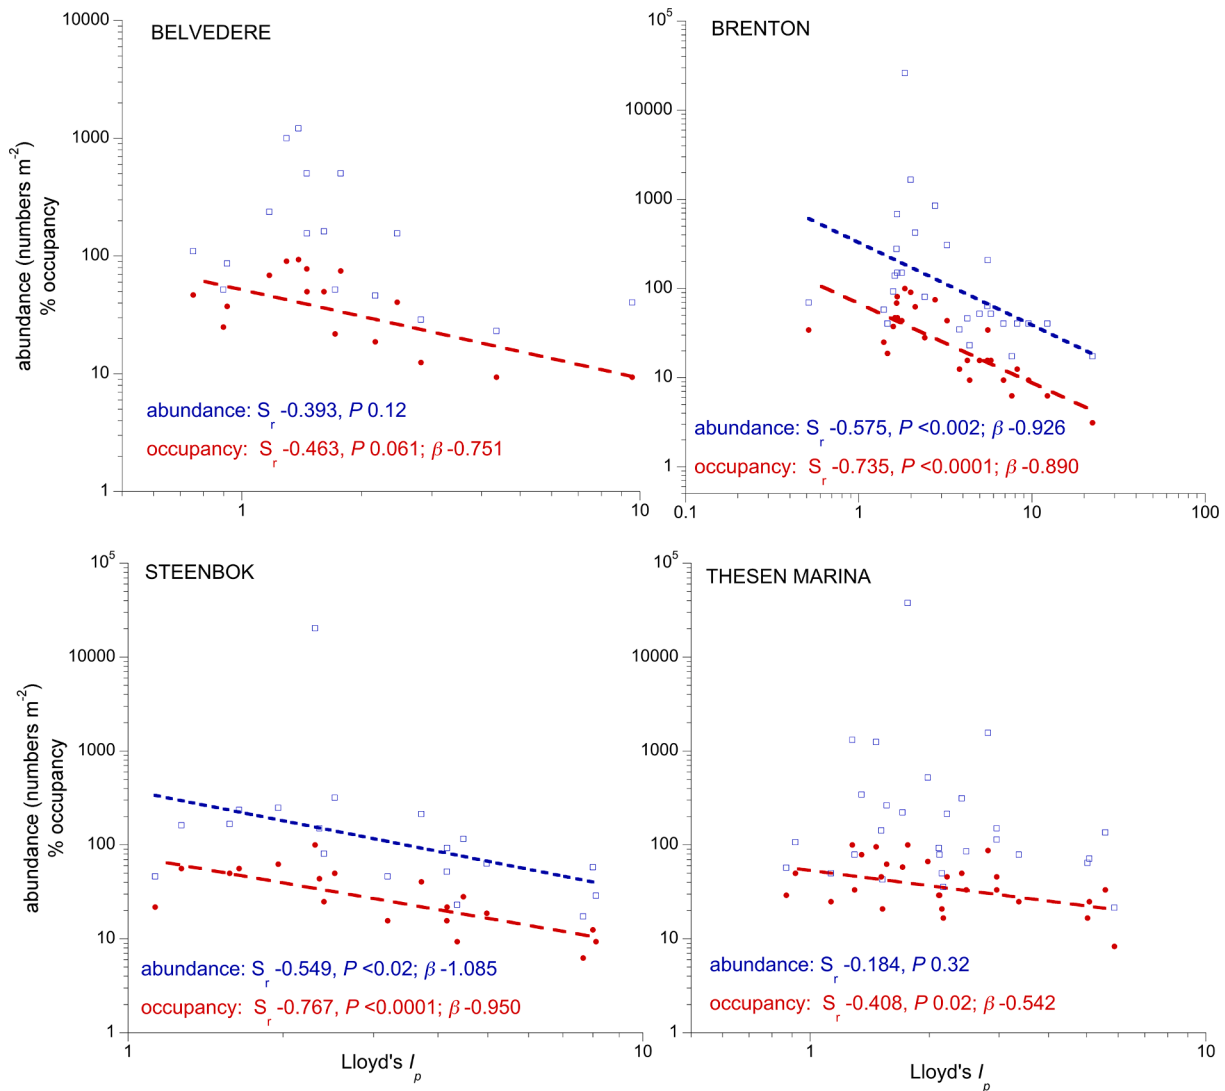 BELVEDERE
10000
1000
100
10
1
1
10
abundance (numbers m-2)
% occupancy
abundance: Sr -0.393, P 0.12
occupancy: Sr -0.463, P 0.061; β -0.751
BRENTON
10^5
10000
1000
100
10
1
0.1
1
10
100
abundance: Sr -0.575, P <0.002; β -0.926
occupancy: Sr -0.735, P <0.0001; β -0.890
STEENBOK
10^5
10000
1000
100
10
1
1
10
abundance (numbers m-2)
% occupancy
abundance: Sr -0.549, P <0.02; β -1.085
occupancy: Sr -0.767, P <0.0001; β -0.950
Lloyd's Ip
THESEN MARINA
10^5
10000
1000
100
10
1
1
10
abundance: Sr -0.184, P 0.32
occupancy: Sr -0.408, P 0.02; β -0.542
Lloyd's Ip